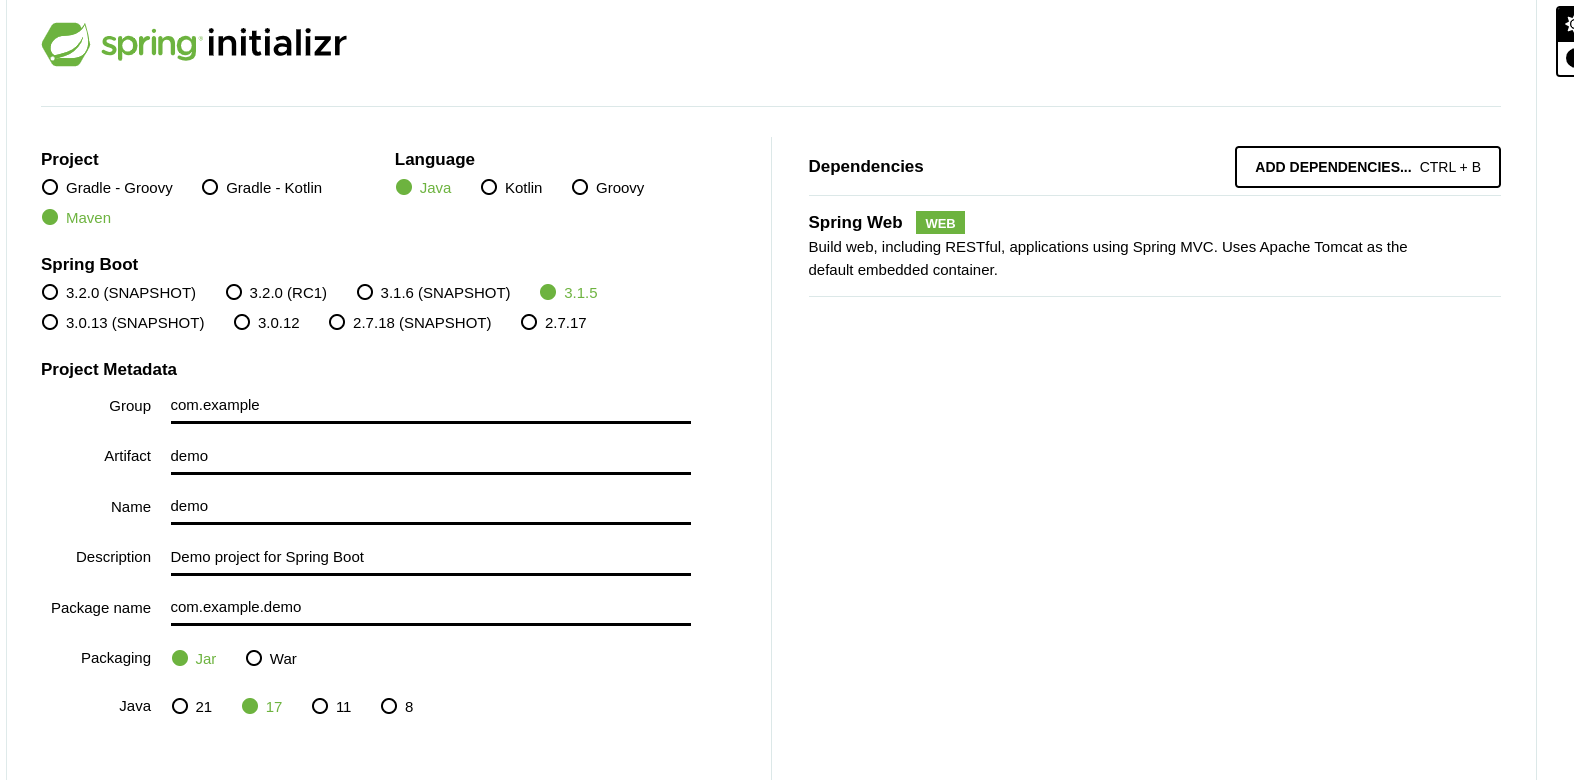 spring initializr
Project
Gradle - Groovy Gradle - Kotlin
Maven
Language
Java Kotlin Groovy
Spring Boot
3.2.0 (SNAPSHOT) 3.2.0 (RC1) 3.1.6 (SNAPSHOT) 3.1.5
3.0.13 (SNAPSHOT) 3.0.12 2.7.18 (SNAPSHOT) 2.7.17
Project Metadata
Group com.example
Artifact demo
Name demo
Description Demo project for Spring Boot
Package name com.example.demo
Packaging Jar War
Java 21 17 11 8
Dependencies
ADD DEPENDENCIES... CTRL + B
Spring Web WEB
Build web, including RESTful, applications using Spring MVC. Uses Apache Tomcat as the
default embedded container.